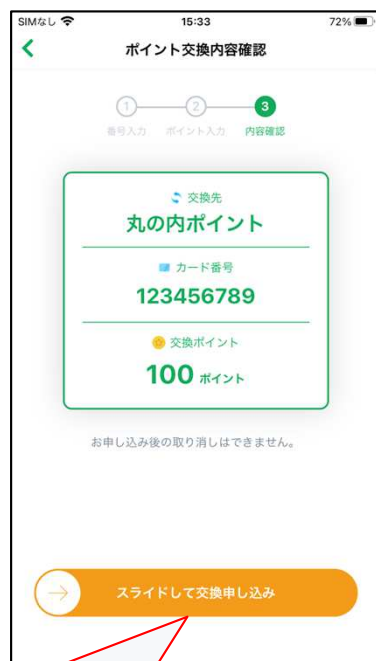 SIMなし 15:33 72%
ポイント交換内容確認
1 2 3
番号入力 ポイント入力 内容確認
交換先
丸の内ポイント
カード番号
123456789
交換ポイント
100 ポイント
お申し込み後の取り消しはできません。
スライドして交換申し込み